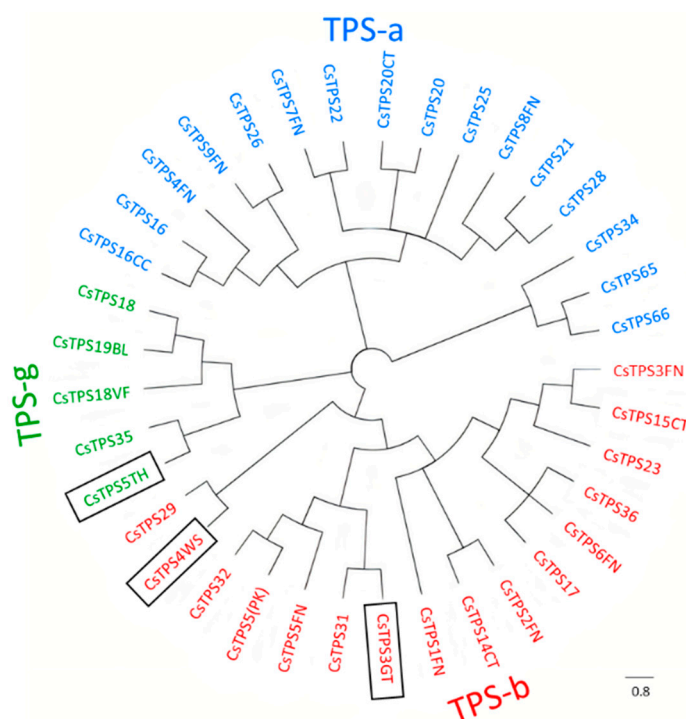 TPS-a
CsTPS16CC
CsTPS16
CsTPS4FN
CsTPS9FN
CsTPS26
CsTPS7FN
CsTPS22
CsTPS20CT
CsTPS20
CsTPS25
CsTPS8FN
CsTPS21
CsTPS28
CsTPS34
CsTPS65
CsTPS66
CsTPS3FN
CsTPS15CT
CsTPS23
CsTPS36
CsTPS6FN
CsTPS17
CsTPS2FN
CsTPS14CT
CsTPS1FN
TPS-b
CsTPS3GT
CsTPS31
CsTPS5FN
CsTPS5(PK)
CsTPS32
CsTPS4WS
CsTPS29
CsTPS5TH
CsTPS35
CsTPS18VF
CsTPS19BL
CsTPS18
TPS-g
0.8